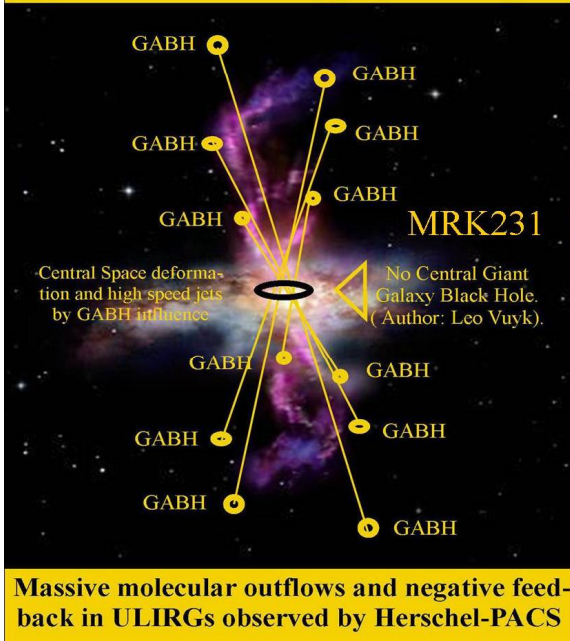 GABH
GABH
GABH
GABH
GABH
GABH
MRK231
Central Space deforma-
tion and high speed jets
by GABH influence
No Central Giant
Galaxy Black Hole.
( Author: Leo Vuyk).
GABH
GABH
GABH
GABH
GABH
GABH
Massive molecular outflows and negative feed-
back in ULIRGs observed by Herschel-PACS